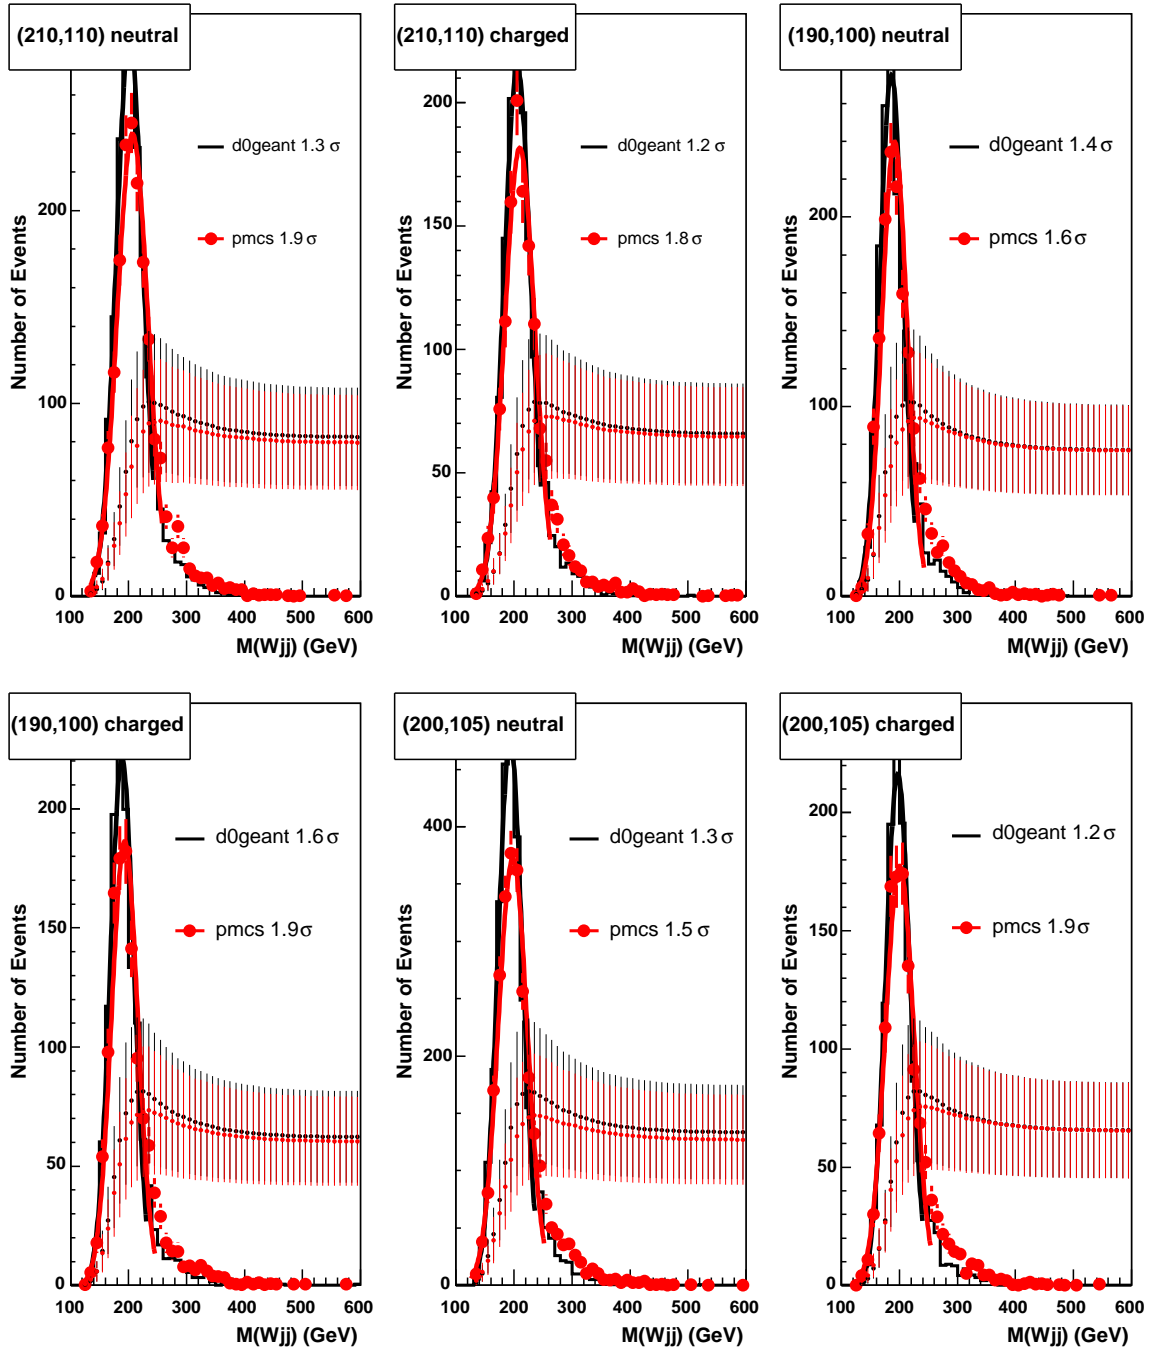 (210,110) neutral
d0geant 1.3 σ
pmcs 1.9 σ
Number of Events
0
100
200
100 200 300 400 500 600
M(Wjj) (GeV)
(210,110) charged
d0geant 1.2 σ
pmcs 1.8 σ
Number of Events
0
50
100
150
200
100 200 300 400 500 600
M(Wjj) (GeV)
(190,100) neutral
d0geant 1.4 σ
pmcs 1.6 σ
Number of Events
0
100
200
100 200 300 400 500 600
M(Wjj) (GeV)
(190,100) charged
d0geant 1.6 σ
pmcs 1.9 σ
Number of Events
0
50
100
150
200
100 200 300 400 500 600
M(Wjj) (GeV)
(200,105) neutral
d0geant 1.3 σ
pmcs 1.5 σ
Number of Events
0
200
400
100 200 300 400 500 600
M(Wjj) (GeV)
(200,105) charged
d0geant 1.2 σ
pmcs 1.9 σ
Number of Events
0
50
100
150
200
100 200 300 400 500 600
M(Wjj) (GeV)